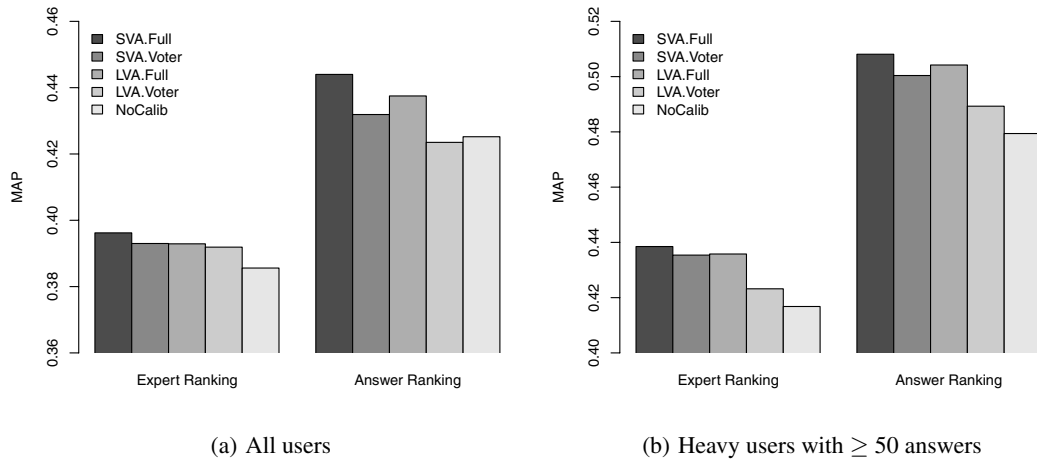 0.46
0.44
0.42
0.40
0.38
0.36
MAP
SVA.Full
SVA.Voter
LVA.Full
LVA.Voter
NoCalib
Expert Ranking
Answer Ranking
(a) All users
0.52
0.50
0.48
0.46
0.44
0.42
0.40
MAP
SVA.Full
SVA.Voter
LVA.Full
LVA.Voter
NoCalib
Expert Ranking
Answer Ranking
(b) Heavy users with ≥ 50 answers